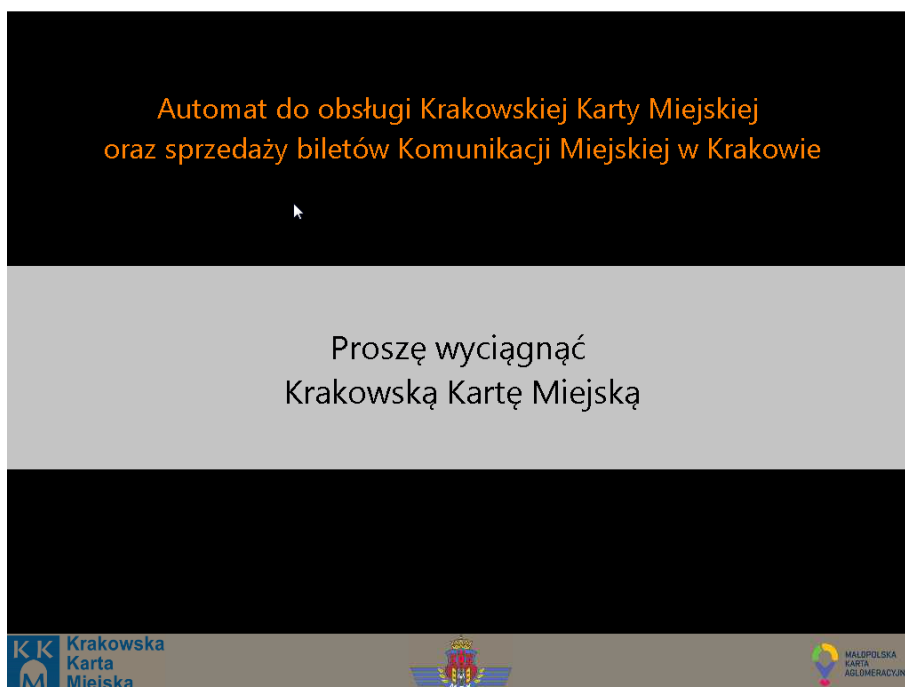 Automat do obsługi Krakowskiej Karty Miejskiej
oraz sprzedaży biletów Komunikacji Miejskiej w Krakowie
Proszę wyciągnąć
Krakowską Kartę Miejską
KK Krakowska
Karta
M Miejska
MAŁOPOLSKA
KARTA
AGLOMERACYJN